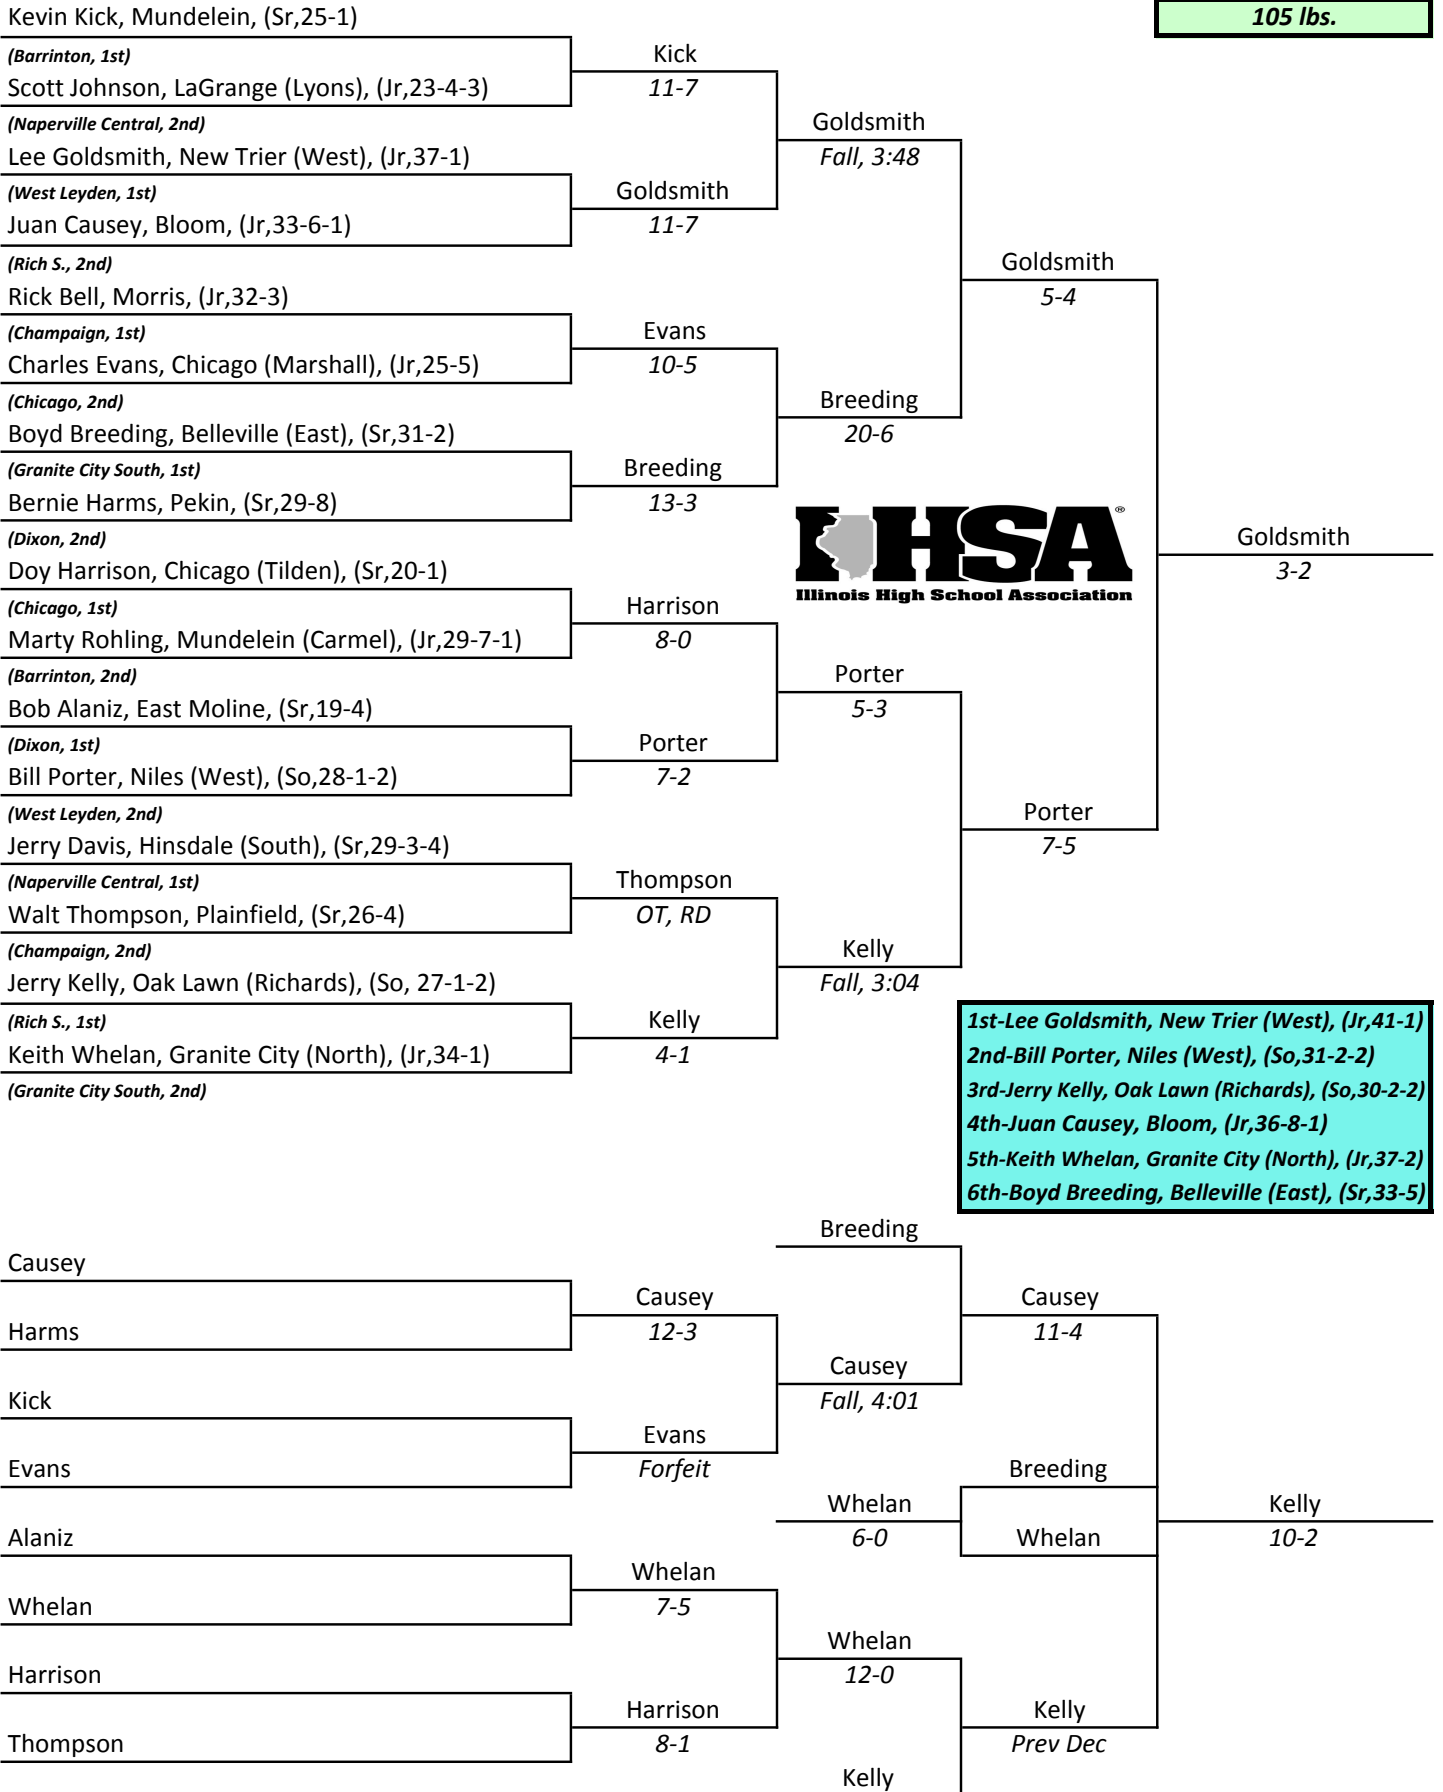 Kevin Kick, Mundelein, (Sr,25-1)
105 lbs.
(Barrinton, 1st)
Kick
Scott Johnson, LaGrange (Lyons), (Jr,23-4-3)
11-7
(Naperville Central, 2nd)
Goldsmith
Lee Goldsmith, New Trier (West), (Jr,37-1)
Fall, 3:48
(West Leyden, 1st)
Goldsmith
Juan Causey, Bloom, (Jr,33-6-1)
11-7
(Rich S., 2nd)
Goldsmith
Rick Bell, Morris, (Jr,32-3)
5-4
(Champaign, 1st)
Evans
Charles Evans, Chicago (Marshall), (Jr,25-5)
10-5
(Chicago, 2nd)
Breeding
Boyd Breeding, Belleville (East), (Sr,31-2)
20-6
(Granite City South, 1st)
Breeding
Bernie Harms, Pekin, (Sr,29-8)
13-3
IHSA®
(Dixon, 2nd)
Goldsmith
Doy Harrison, Chicago (Tilden), (Sr,20-1)
3-2
Illinois High School Association
(Chicago, 1st)
Harrison
Marty Rohling, Mundelein (Carmel), (Jr,29-7-1)
8-0
(Barrinton, 2nd)
Porter
Bob Alaniz, East Moline, (Sr,19-4)
5-3
(Dixon, 1st)
Porter
Bill Porter, Niles (West), (So,28-1-2)
7-2
(West Leyden, 2nd)
Porter
Jerry Davis, Hinsdale (South), (Sr,29-3-4)
7-5
(Naperville Central, 1st)
Thompson
Walt Thompson, Plainfield, (Sr,26-4)
OT, RD
(Champaign, 2nd)
Kelly
Jerry Kelly, Oak Lawn (Richards), (So, 27-1-2)
Fall, 3:04
(Rich S., 1st)
Kelly
Keith Whelan, Granite City (North), (Jr,34-1)
4-1
(Granite City South, 2nd)
1st-Lee Goldsmith, New Trier (West), (Jr,41-1)
2nd-Bill Porter, Niles (West), (So,31-2-2)
3rd-Jerry Kelly, Oak Lawn (Richards), (So,30-2-2)
4th-Juan Causey, Bloom, (Jr,36-8-1)
5th-Keith Whelan, Granite City (North), (Jr,37-2)
6th-Boyd Breeding, Belleville (East), (Sr,33-5)
Breeding
Causey
Causey
Causey
Harms
12-3
11-4
Causey
Kick
Fall, 4:01
Evans
Evans
Forfeit
Breeding
Whelan
Kelly
Alaniz
6-0
Whelan
10-2
Whelan
Whelan
7-5
Whelan
Harrison
12-0
Harrison
Kelly
Thompson
8-1
Prev Dec
Kelly